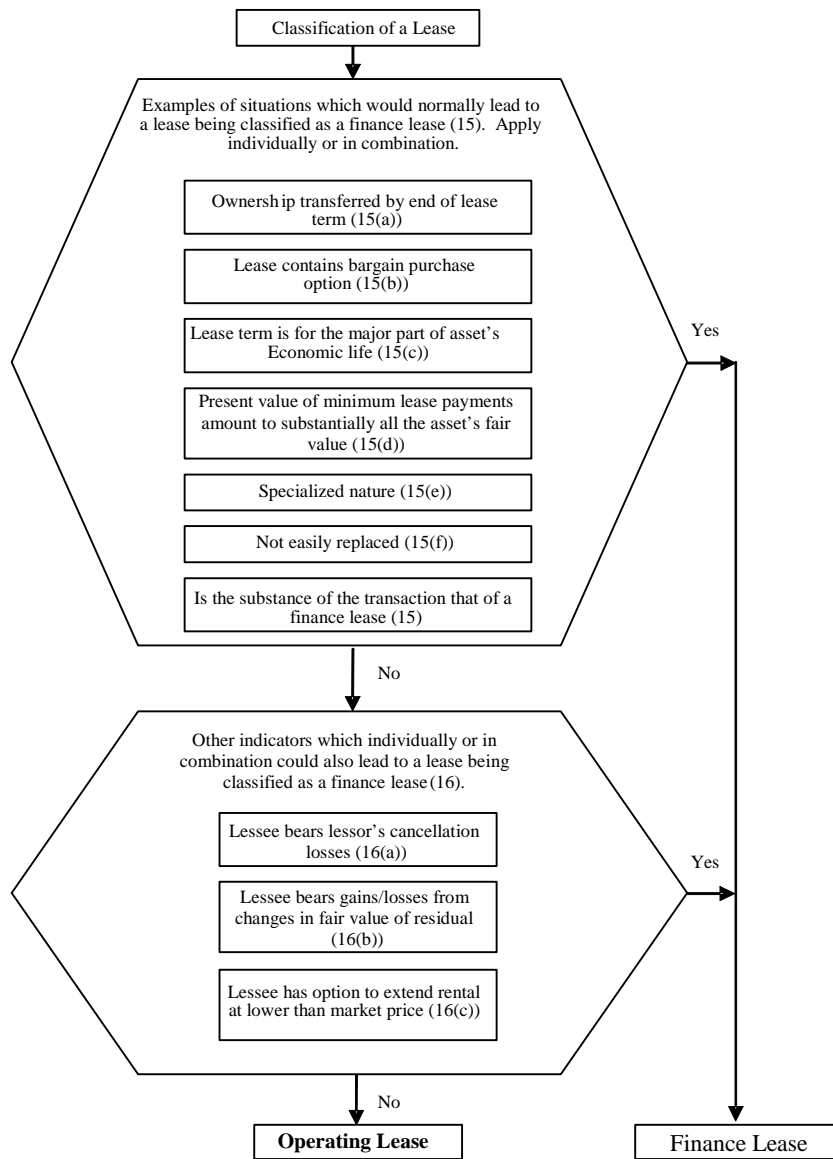 Classification of a Lease
Examples of situations which would normally lead to
a lease being classified as a finance lease (15). Apply
individually or in combination.
Ownership transferred by end of lease
term (15(a))
Lease contains bargain purchase
option (15(b))
Lease term is for the major part of asset's
Economic life (15(c))
Yes
Present value of minimum lease payments
amount to substantially all the asset's fair
value (15(d))
Specialized nature (15(e))
Not easily replaced (15(f))
Is the substance of the transaction that of a
finance lease (15)
No
Other indicators which individually or in
combination could also lead to a lease being
classified as a finance lease (16).
Lessee bears lessor's cancellation
losses (16(a))
Yes
Lessee bears gains/losses from
changes in fair value of residual
(16(b))
Lessee has option to extend rental
at lower than market price (16(c))
No
Operating Lease
Finance Lease